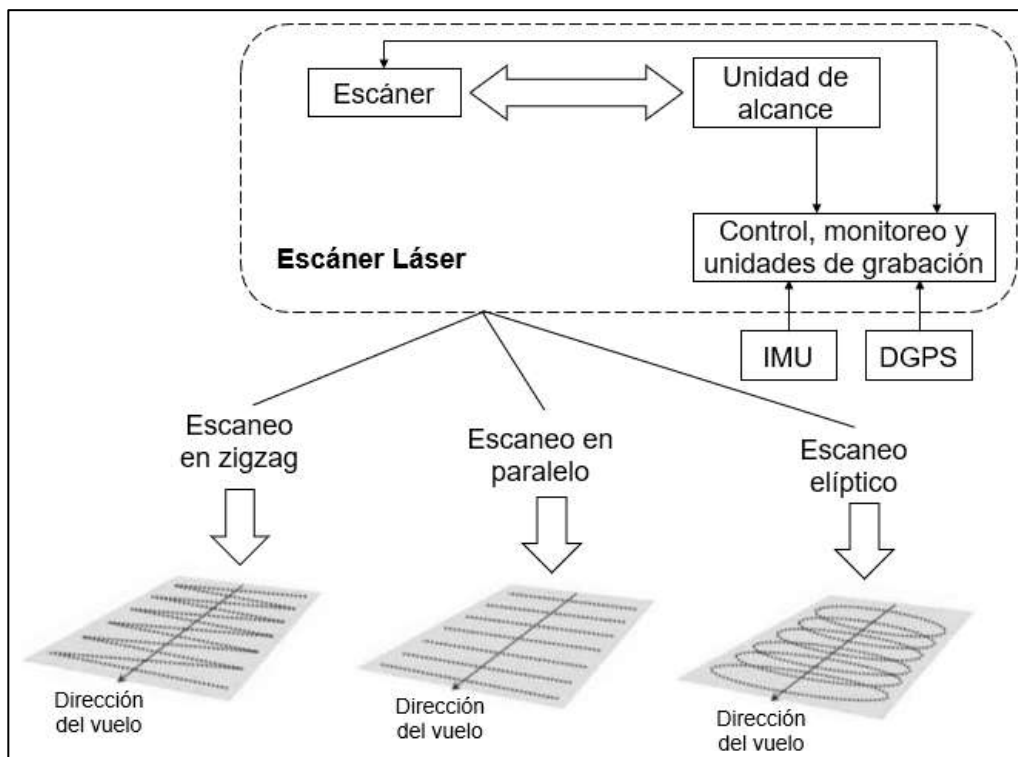 Escáner
Unidad de
alcance
Control, monitoreo y
unidades de grabación
Escáner Láser
IMU
DGPS
Escaneo
en zigzag
Escaneo en
paralelo
Escaneo
elíptico
Dirección
del vuelo
Dirección
del vuelo
Dirección
del vuelo